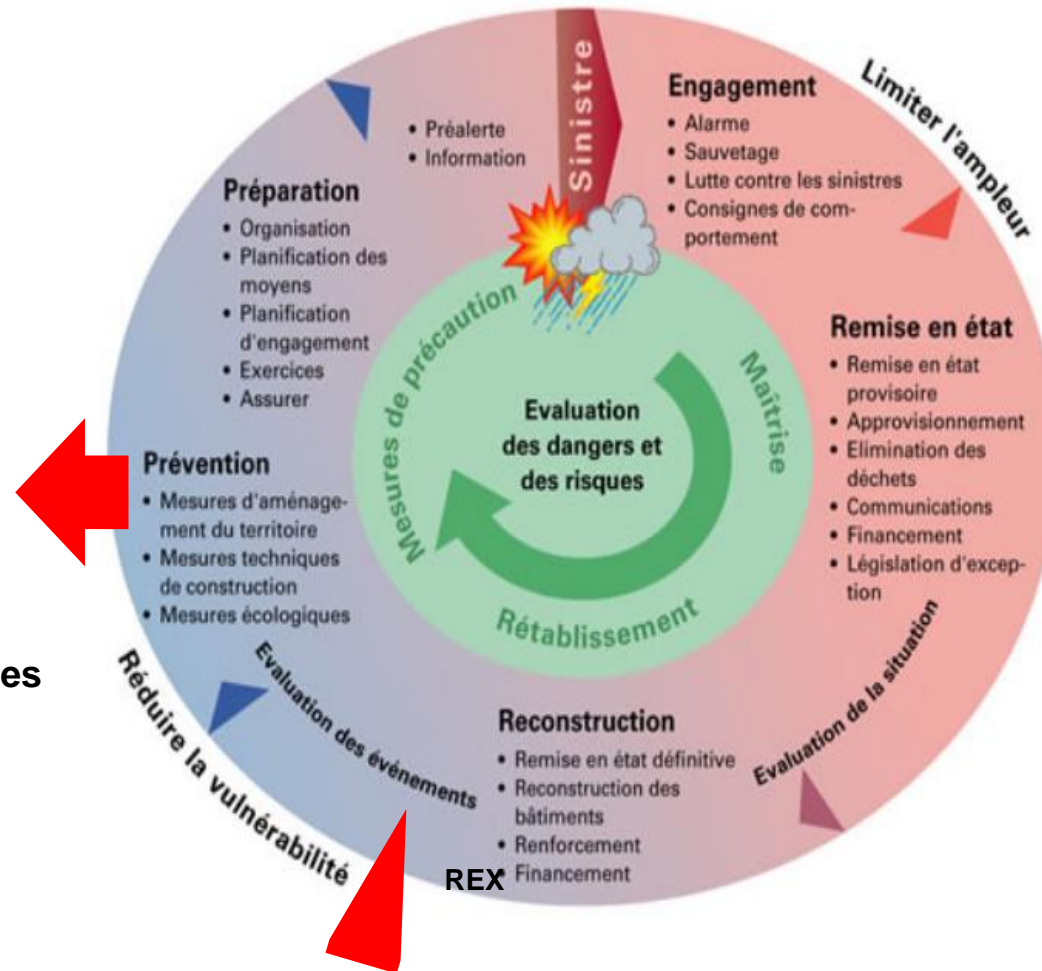 Sinistre
Engagement
• Alarme
• Sauvetage
• Lutte contre les sinistres
• Consignes de com-
portement
Limiter l'ampleur
Remise en état
• Remise en état
provisoire
• Approvisionnement
• Elimination des
déchets
• Communications
• Financement
• Législation d'excep-
tion
Evaluation de la situation
Reconstruction
• Remise en état définitive
• Reconstruction des
bâtiments
• Renforcement
• Financement
REX
Evaluation des événements
Réduire la vulnérabilité
es
Prévention
• Mesures d'aménage-
ment du territoire
• Mesures techniques
de construction
• Mesures écologiques
Préparation
• Organisation
• Planification des
moyens
• Planification
d'engagement
• Exercices
• Assurer
• Préalerte
• Information
Mesures de précaution
Maîtrise
Rétablissement
Evaluation
des dangers et
des risques